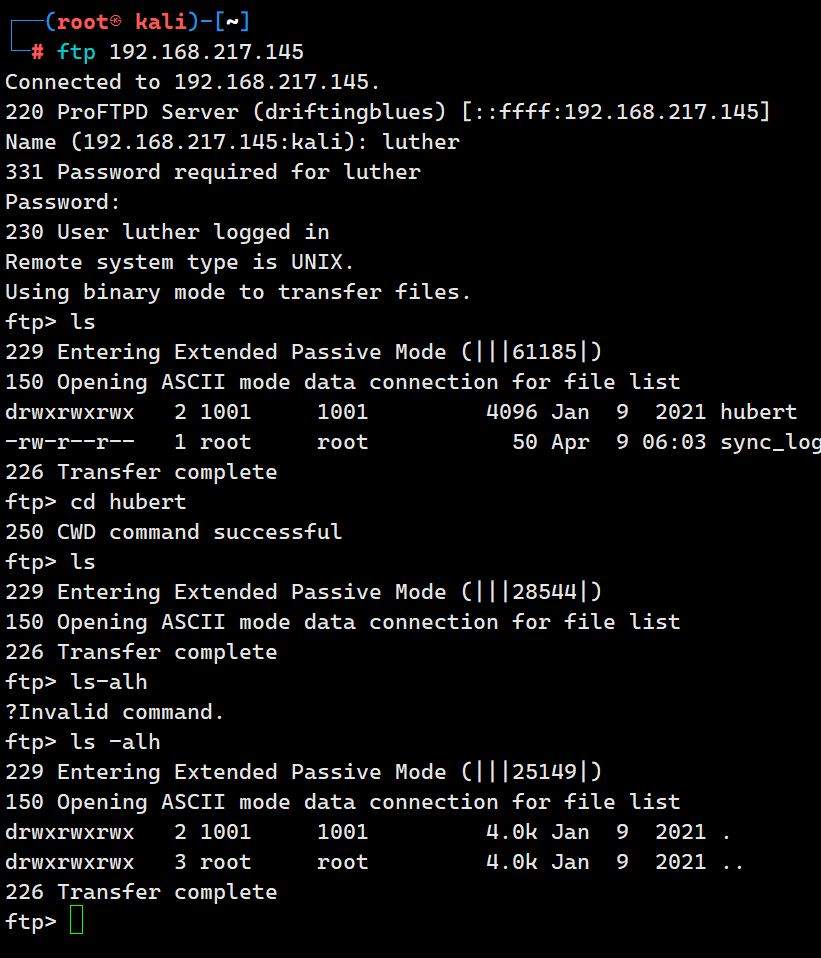 ┌──(root㉿ kali)-[~]
└─# ftp 192.168.217.145
Connected to 192.168.217.145.
220 ProFTPD Server (driftingblues) [::ffff:192.168.217.145]
Name (192.168.217.145:kali): luther
331 Password required for luther
Password:
230 User luther logged in
Remote system type is UNIX.
Using binary mode to transfer files.
ftp> ls
229 Entering Extended Passive Mode (|||61185|)
150 Opening ASCII mode data connection for file list
drwxrwxrwx   2 1001     1001         4096 Jan  9  2021 hubert
-rw-r--r--   1 root     root           50 Apr  9 06:03 sync_log
226 Transfer complete
ftp> cd hubert
250 CWD command successful
ftp> ls
229 Entering Extended Passive Mode (|||28544|)
150 Opening ASCII mode data connection for file list
226 Transfer complete
ftp> ls-alh
?Invalid command.
ftp> ls -alh
229 Entering Extended Passive Mode (|||25149|)
150 Opening ASCII mode data connection for file list
drwxrwxrwx   2 1001     1001         4.0k Jan  9  2021 .
drwxrwxrwx   3 root     root         4.0k Jan  9  2021 ..
226 Transfer complete
ftp>